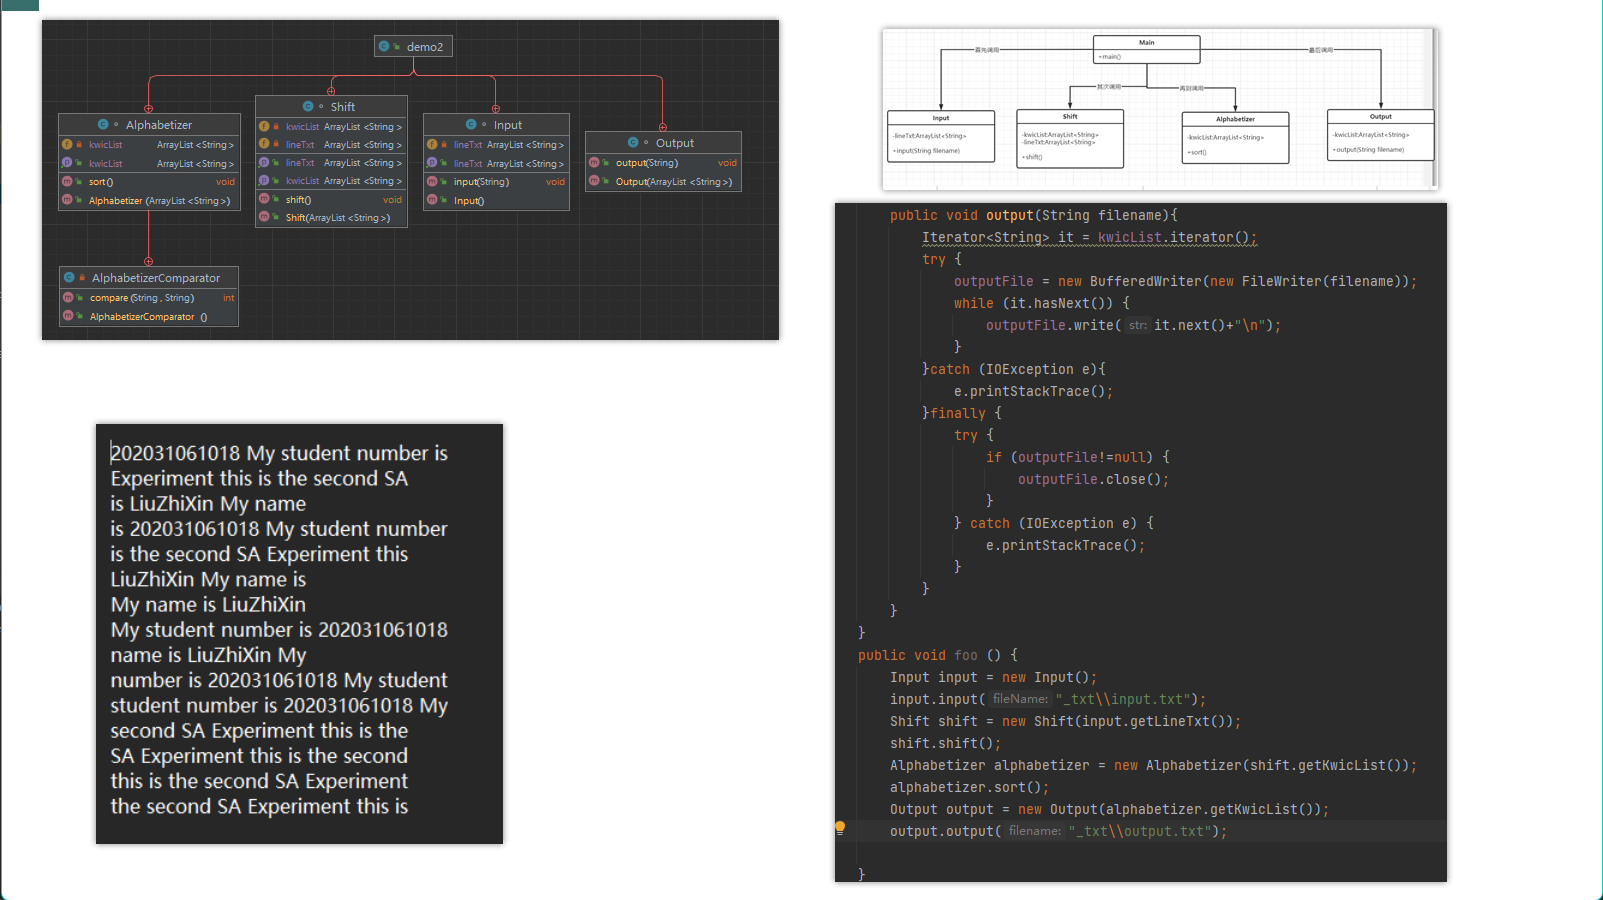 demo2
Alphabetizer
kwicList ArrayList <String>
kwicList ArrayList <String>
sort() void
Alphabetizer (ArrayList <String>)
Shift
kwicList ArrayList <String>
lineTxt ArrayList <String>
lineTxt ArrayList <String>
kwicList ArrayList <String>
shift() void
Shift(ArrayList <String>)
Input
lineTxt ArrayList <String>
lineTxt ArrayList <String>
input(String) void
Input()
Output
output(String) void
Output(ArrayList <String>)
AlphabetizerComparator
compare (String, String) int
AlphabetizerComparator ()
Main
+main()
首先调用
其次调用
再则调用
最后调用
Input
-lineTxt:ArrayList<String>
+input(String filename)
Shift
-kwicList:ArrayList<String>
-lineTxt:ArrayList<String>
+shift()
Alphabetizer
-kwicList:ArrayList<String>
+sort()
Output
-kwicList:ArrayList<String>
+output(String filename)
202031061018 My student number is
Experiment this is the second SA
is LiuZhiXin My name
is 202031061018 My student number
is the second SA Experiment this
LiuZhiXin My name is
My name is LiuZhiXin
My student number is 202031061018
name is LiuZhiXin My
number is 202031061018 My student
student number is 202031061018 My
second SA Experiment this is the
SA Experiment this is the second
this is the second SA Experiment
the second SA Experiment this is
public void output(String filename){
Iterator<String> it = kwicList.iterator();
try {
outputFile = new BufferedWriter(new FileWriter(filename));
while (it.hasNext()) {
outputFile.write( str: it.next()+"\n");
}
}catch (IOException e){
e.printStackTrace();
}finally {
try {
if (outputFile!=null) {
outputFile.close();
}
} catch (IOException e) {
e.printStackTrace();
}
}
}
}
public void foo () {
Input input = new Input();
input.input( fileName: "_txt\\input.txt");
Shift shift = new Shift(input.getLineTxt());
shift.shift();
Alphabetizer alphabetizer = new Alphabetizer(shift.getKwicList());
alphabetizer.sort();
Output output = new Output(alphabetizer.getKwicList());
output.output( filename: "_txt\\output.txt");
}